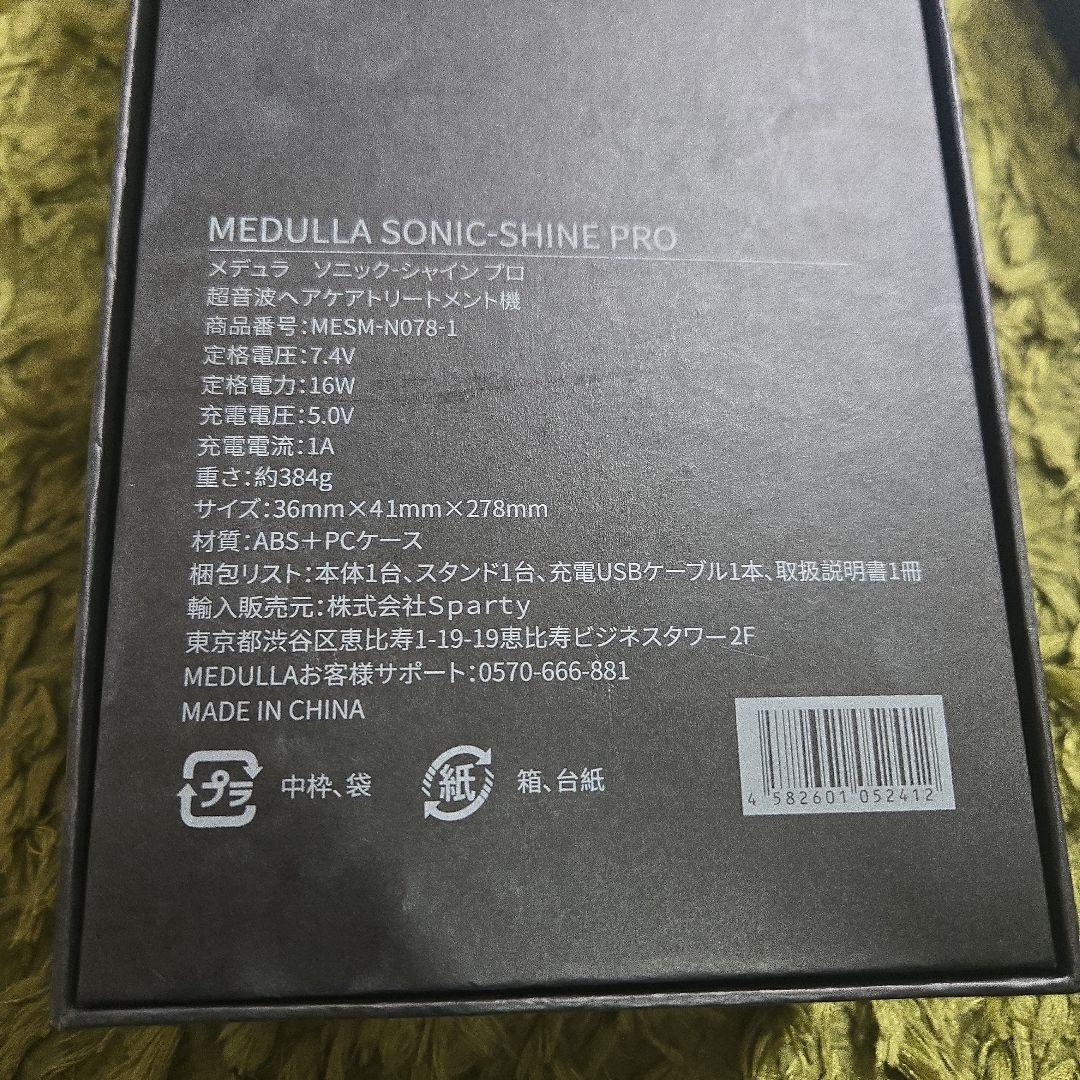 MEDULLA SONIC-SHINE PRO
メデュラ　ソニック-シャイン プロ
超音波ヘアケアトリートメント機
商品番号:MESM-N078-1
定格電圧:7.4V
定格電力:16W
充電電圧:5.0V
充電電流:1A
重さ:約384g
サイズ:36mm×41mm×278mm
材質:ABS+PCケース
梱包リスト:本体1台、スタンド1台、充電USBケーブル1本、取扱説明書1冊
輸入販売元:株式会社Sparty
東京都渋谷区恵比寿1-19-19恵比寿ビジネスタワー2F
MEDULLAお客様サポート:0570-666-881
MADE IN CHINA
プラ 中枠、袋 紙 箱、台紙
4 582601 052412